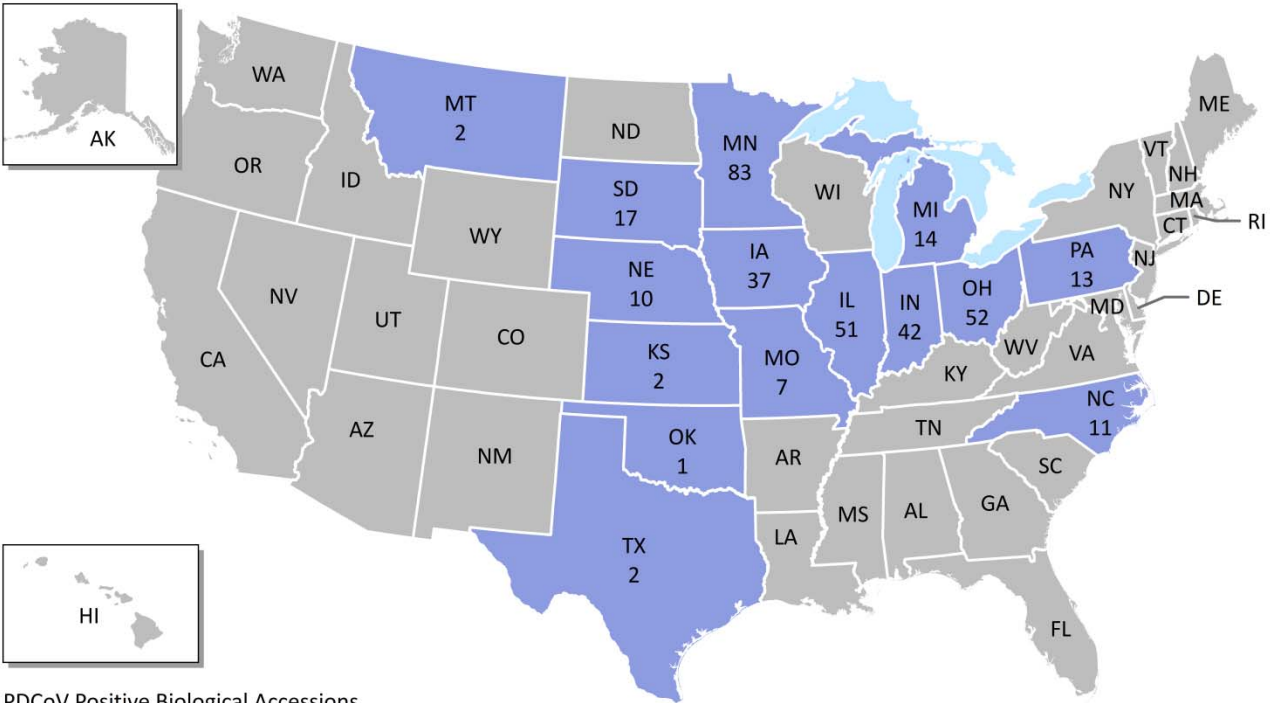 AK
WA
OR
ID
MT
2
ND
MN
83
SD
17
WY
WI
MI
14
ME
VT
NH
NY
MA
CT
RI
NE
10
IA
37
PA
13
NJ
NV
UT
CO
CA
IL
51
IN
42
OH
52
MD
DE
WV
VA
KS
2
MO
7
KY
NC
11
AZ
NM
OK
1
AR
TN
SC
MS
AL
GA
LA
TX
2
HI
FL
PDCoV Positive Biological Accessions